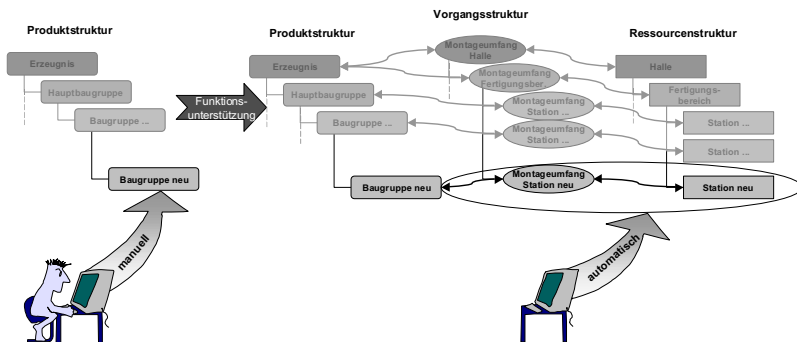 Produktstruktur
Erzeugnis
Hauptbaugruppe
Baugruppe ...
Baugruppe neu
manuell
Funktions-
unterstützung
Produktstruktur
Erzeugnis
Hauptbaugruppe
Baugruppe ...
Baugruppe neu
Vorgangsstruktur
Montageumfang
Halle
Montageumfang
Fertigungsber.
Montageumfang
Station ...
Montageumfang
Station ...
Montageumfang
Station neu
Ressourcenstruktur
Halle
Fertigungs-
bereich
Station ...
Station ...
Station neu
automatisch